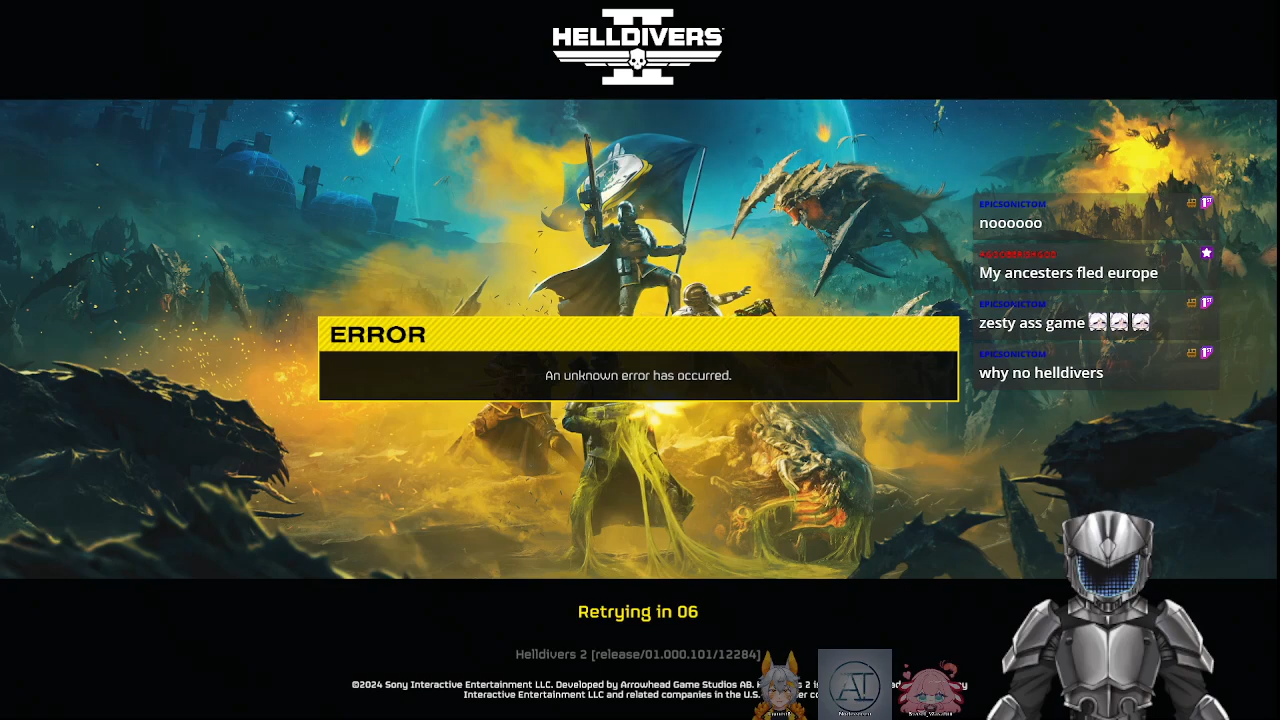 HELLDIVERS
II
EPICSONICTOM
noooooo
My ancesters fled europe
EPICSONICTOM
zesty ass game
EPICSONICTOM
why no helldivers
ERROR
An unknown error has occurred.
Retrying in 06
Helldivers 2 [release/01.000.101/12284]
©2024 Sony Interactive Entertainment LLC. Developed by Arrowhead Game Studios AB.
Interactive Entertainment LLC and related companies in the U.S.
AI